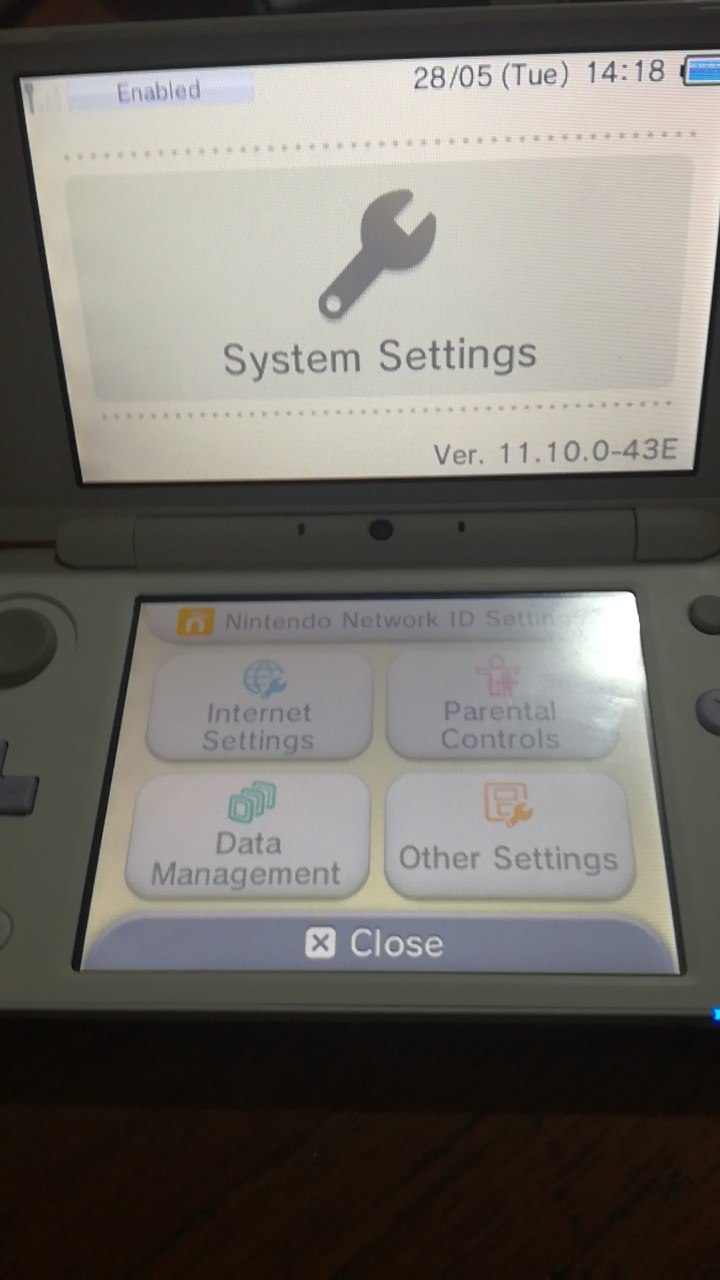 Enabled
28/05 (Tue) 14:18
System Settings
Ver. 11.10.0-43E
Nintendo Network ID Settin
Internet
Settings
Parental
Controls
Data
Management
Other Settings
X Close